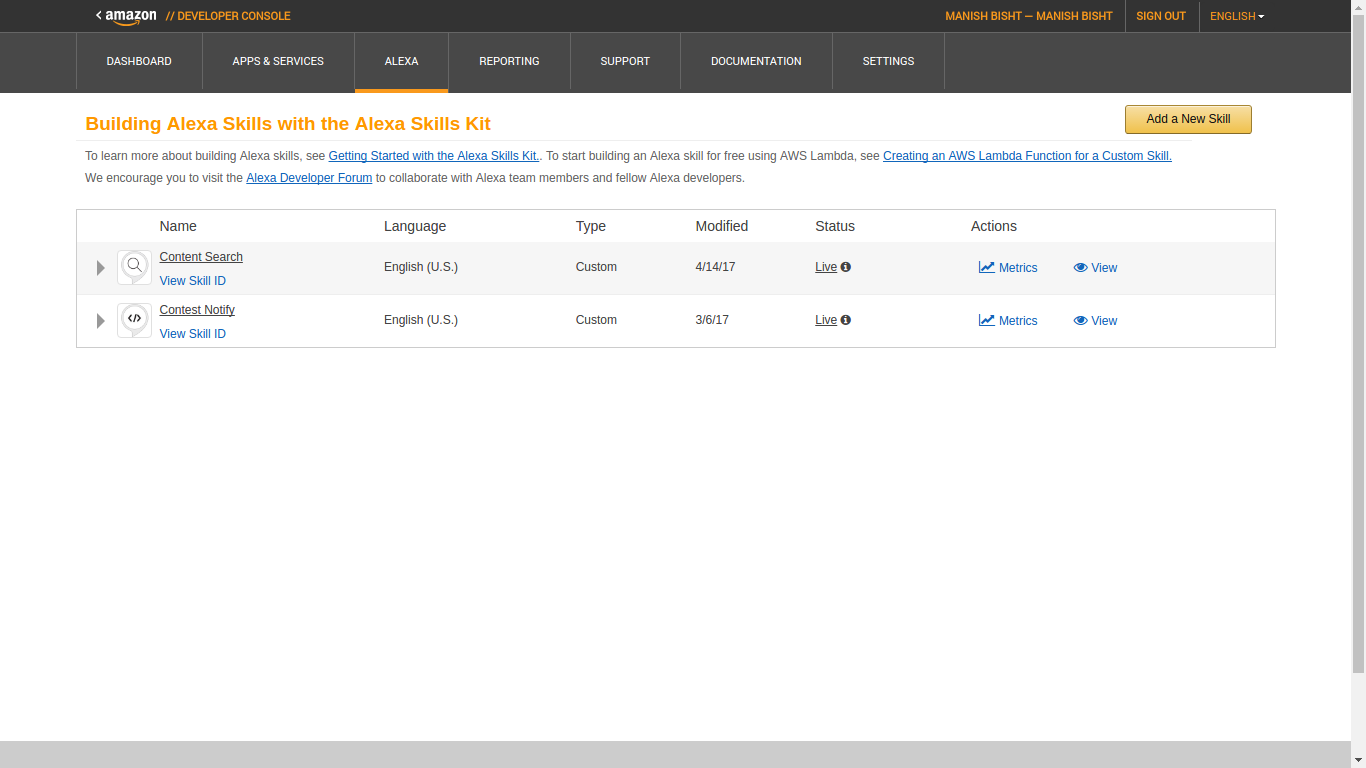 amazon // DEVELOPER CONSOLE MANISH BISHT — MANISH BISHT SIGN OUT ENGLISH
DASHBOARD APPS & SERVICES ALEXA REPORTING SUPPORT DOCUMENTATION SETTINGS
Building Alexa Skills with the Alexa Skills Kit Add a New Skill
To learn more about building Alexa skills, see Getting Started with the Alexa Skills Kit.. To start building an Alexa skill for free using AWS Lambda, see Creating an AWS Lambda Function for a Custom Skill.
We encourage you to visit the Alexa Developer Forum to collaborate with Alexa team members and fellow Alexa developers.
Name Language Type Modified Status Actions
Content Search English (U.S.) Custom 4/14/17 Live Metrics View
View Skill ID
Contest Notify English (U.S.) Custom 3/6/17 Live Metrics View
View Skill ID